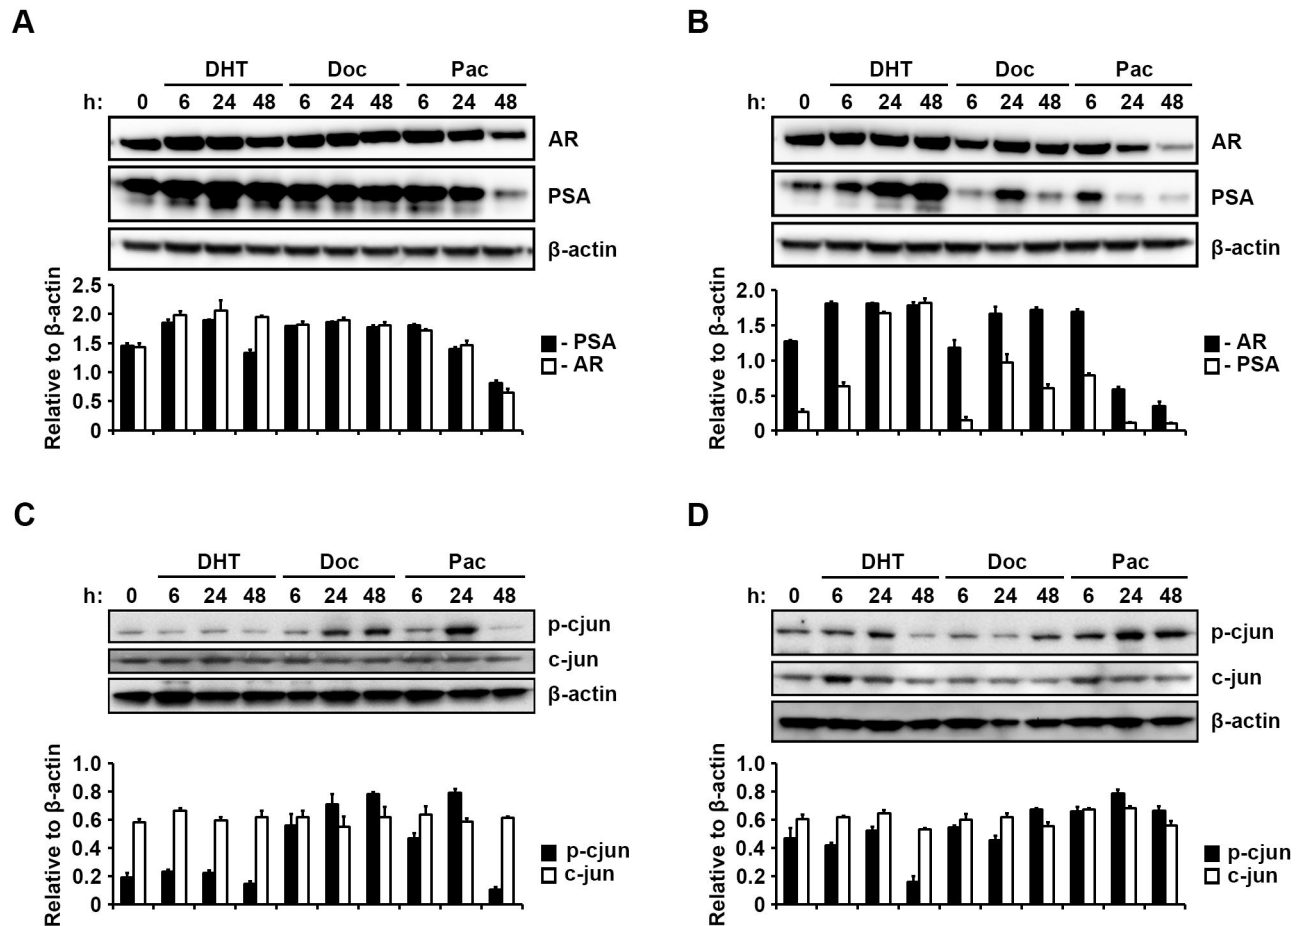 A
DHT Doc Pac
h: 0 6 24 48 6 24 48 6 24 48
AR
PSA
β-actin
Relative to β-actin
2.5
2.0
1.5
1.0
0.5
0
- PSA
- AR
B
DHT Doc Pac
h: 0 6 24 48 6 24 48 6 24 48
AR
PSA
β-actin
Relative to β-actin
2.0
1.5
1.0
0.5
0
- AR
- PSA
C
DHT Doc Pac
h: 0 6 24 48 6 24 48 6 24 48
p-cjun
c-jun
β-actin
Relative to β-actin
1.0
0.8
0.6
0.4
0.2
0
p-cjun
c-jun
D
DHT Doc Pac
h: 0 6 24 48 6 24 48 6 24 48
p-cjun
c-jun
β-actin
Relative to β-actin
1.0
0.8
0.6
0.4
0.2
0
p-cjun
c-jun